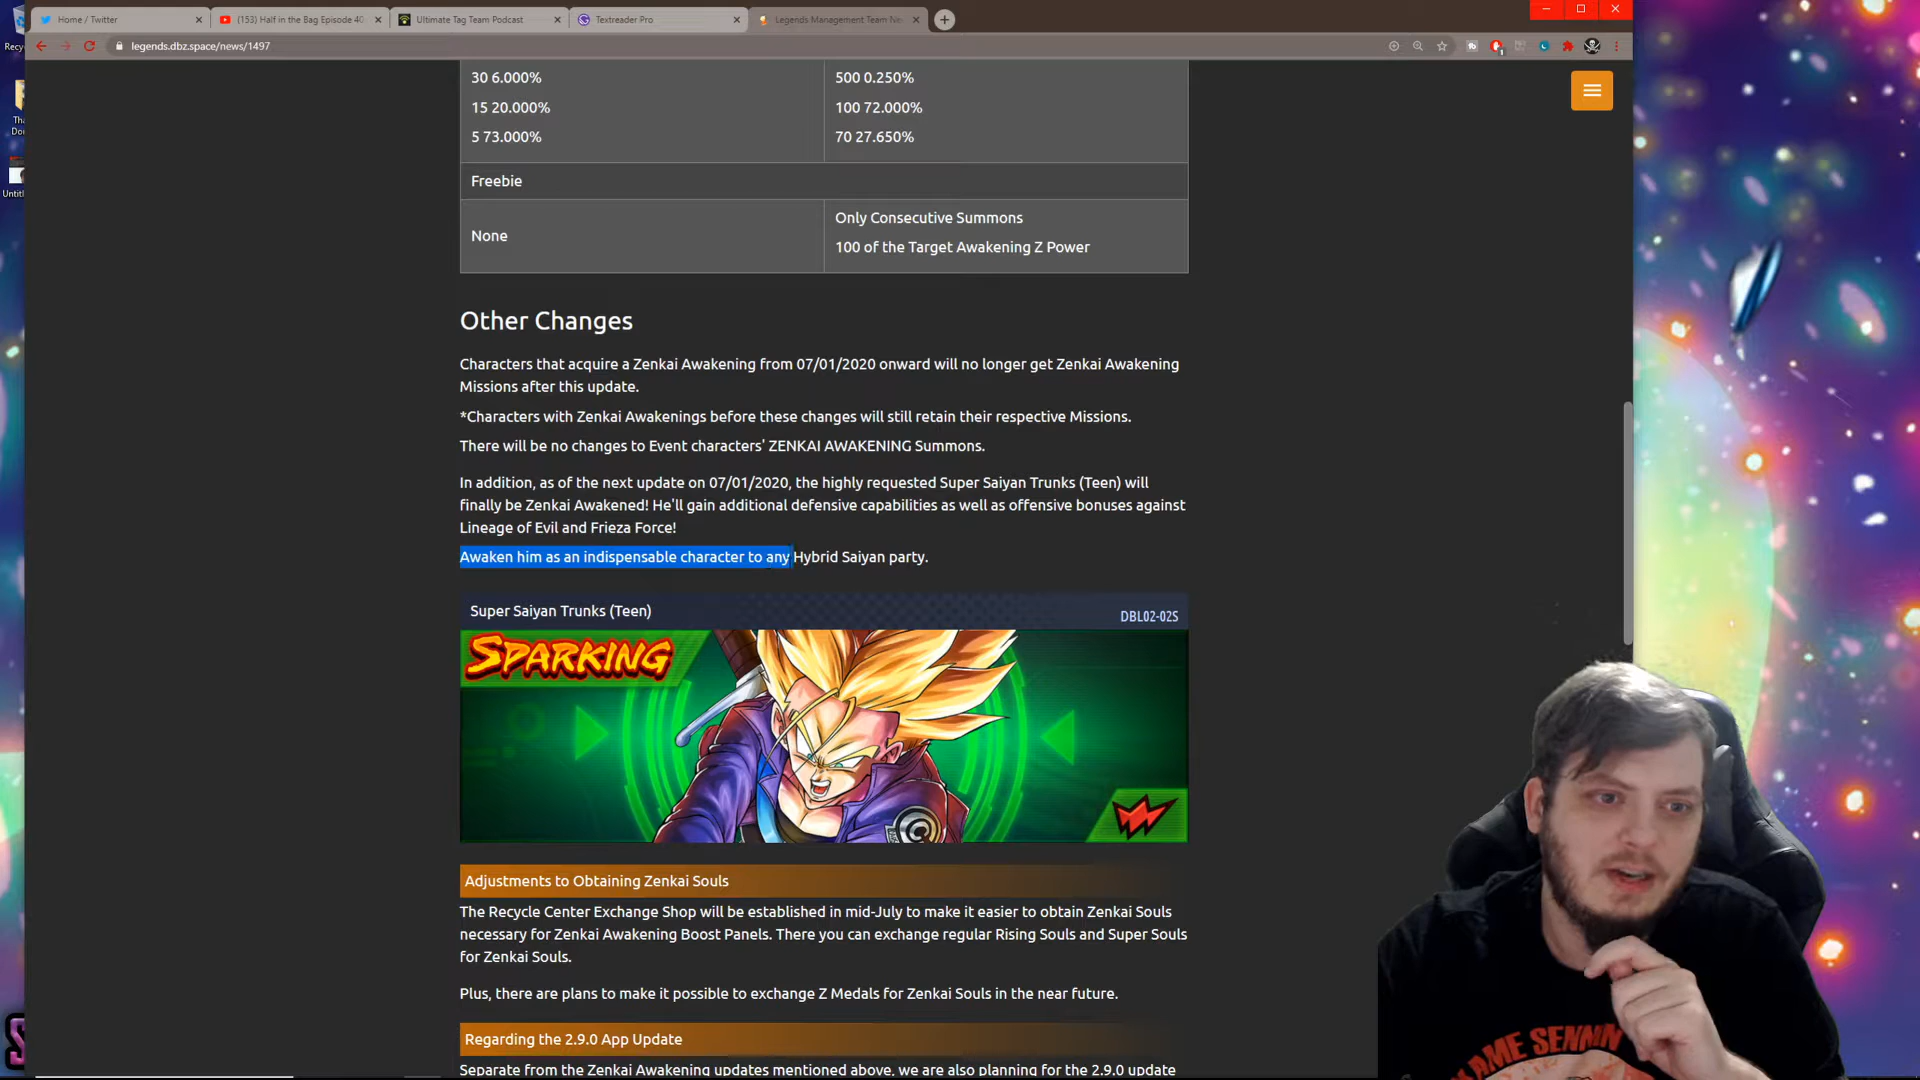 Home / Twitter
(153) Half in the Bag Episode 40
Ultimate Tag Team Podcast
Textreader Pro
Legends Management Team Ne
legends.dbz.space/news/1497
30 6.000%
15 20.000%
5 73.000%
500 0.250%
100 72.000%
70 27.650%
Freebie
None
Only Consecutive Summons
100 of the Target Awakening Z Power
Other Changes
Characters that acquire a Zenkai Awakening from 07/01/2020 onward will no longer get Zenkai Awakening
Missions after this update.
*Characters with Zenkai Awakenings before these changes will still retain their respective Missions.
There will be no changes to Event characters' ZENKAI AWAKENING Summons.
In addition, as of the next update on 07/01/2020, the highly requested Super Saiyan Trunks (Teen) will
finally be Zenkai Awakened! He'll gain additional defensive capabilities as well as offensive bonuses against
Lineage of Evil and Frieza Force!
Awaken him as an indispensable character to any Hybrid Saiyan party.
Super Saiyan Trunks (Teen)
DBL02-02S
SPARKING
Adjustments to Obtaining Zenkai Souls
The Recycle Center Exchange Shop will be established in mid-July to make it easier to obtain Zenkai Souls
necessary for Zenkai Awakening Boost Panels. There you can exchange regular Rising Souls and Super Souls
for Zenkai Souls.
Plus, there are plans to make it possible to exchange Z Medals for Zenkai Souls in the near future.
Regarding the 2.9.0 App Update
Separate from the Zenkai Awakening updates mentioned above, we are also planning for the 2.9.0 update
Recyc
Tha
Don
Untitl